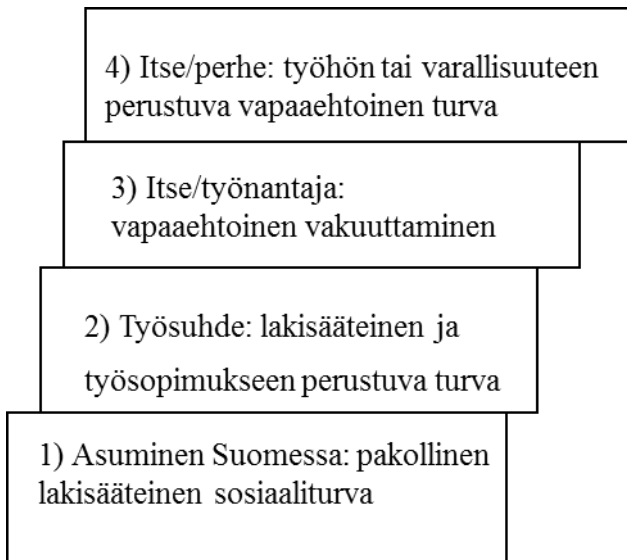 4) Itse/perhe: työhön tai varallisuuteen
perustuva vapaaehtoinen turva
3) Itse/työnantaja:
vapaaehtoinen vakuuttaminen
2) Työsuhde: lakisääteinen ja
työsopimukseen perustuva turva
1) Asuminen Suomessa: pakollinen
lakisääteinen sosiaaliturva